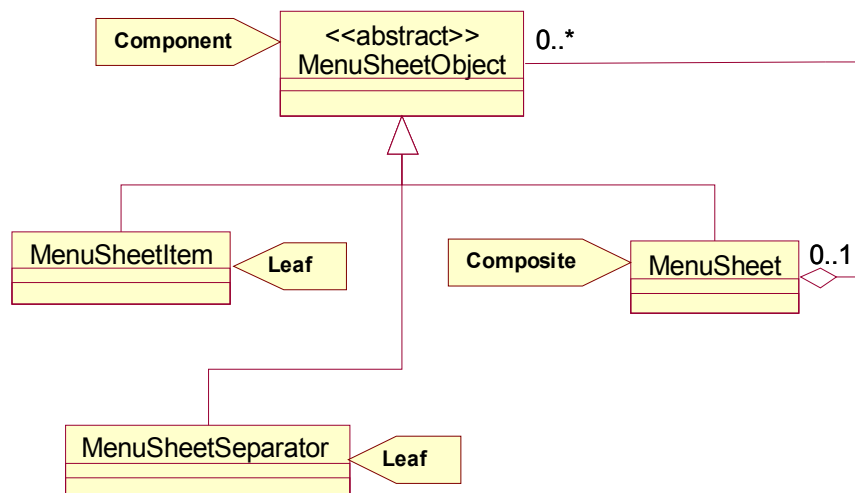 <<abstract>>
Component
0..*
MenuSheetObject
MenuSheetItem
Leaf
Composite
MenuSheet
0..1
MenuSheetSeparator
Leaf